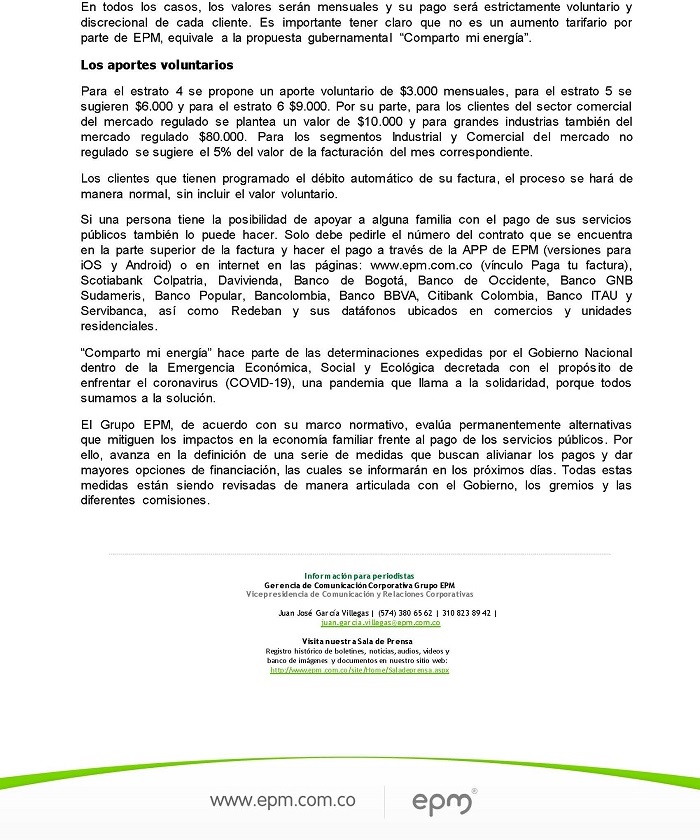 En todos los casos, los valores serán mensuales y su pago será estrictamente voluntario y
discrecional de cada cliente. Es importante tener claro que no es un aumento tarifario por
parte de EPM, equivale a la propuesta gubernamental “Comparto mi energía”.
Los aportes voluntarios
Para el estrato 4 se propone un aporte voluntario de $3.000 mensuales, para el estrato 5 se
sugieren $6.000 y para el estrato 6 $9.000. Por su parte, para los clientes del sector comercial
del mercado regulado se plantea un valor de $10.000 y para grandes industrias también del
mercado regulado $80.000. Para los segmentos Industrial y Comercial del mercado no
regulado se sugiere el 5% del valor de la facturación del mes correspondiente.
Los clientes que tienen programado el débito automático de su factura, el proceso se hará de
manera normal, sin incluir el valor voluntario.
Si una persona tiene la posibilidad de apoyar a alguna familia con el pago de sus servicios
públicos también lo puede hacer. Solo debe pedirle el número del contrato que se encuentra
en la parte superior de la factura y hacer el pago a través de la APP de EPM (versiones para
iOS y Android) o en internet en las páginas: www.epm.com.co (vínculo Paga tu factura),
Scotiabank Colpatria, Davivienda, Banco de Bogotá, Banco de Occidente, Banco GNB
Sudameris, Banco Popular, Bancolombia, Banco BBVA, Citibank Colombia, Banco ITAU y
Servibanca, así como Redeban y sus datáfonos ubicados en comercios y unidades
residenciales.
“Comparto mi energía” hace parte de las determinaciones expedidas por el Gobierno Nacional
dentro de la Emergencia Económica, Social y Ecológica decretada con el propósito de
enfrentar el coronavirus (COVID-19), una pandemia que llama a la solidaridad, porque todos
sumamos a la solución.
El Grupo EPM, de acuerdo con su marco normativo, evalúa permanentemente alternativas
que mitiguen los impactos en la economía familiar frente al pago de los servicios públicos. Por
ello, avanza en la definición de una serie de medidas que buscan alivianar los pagos y dar
mayores opciones de financiación, las cuales se informarán en los próximos días. Todas estas
medidas están siendo revisadas de manera articulada con el Gobierno, los gremios y las
diferentes comisiones.
Información para periodistas
Gerencia de Comunicación Corporativa Grupo EPM
Vicepresidencia de Comunicación y Relaciones Corporativas
Juan José García Villegas | (574) 380 65 62 | 310 823 89 42 |
juan.garcia.villegas@epm.com.co
Visita nuestra Sala de Prensa
Registro histórico de boletines, noticias, audios, videos y
banco de imágenes y documentos en nuestro sitio web:
http://www.epm.com.co/site/Home/Saladeprensa.aspx
www.epm.com.co
epm®